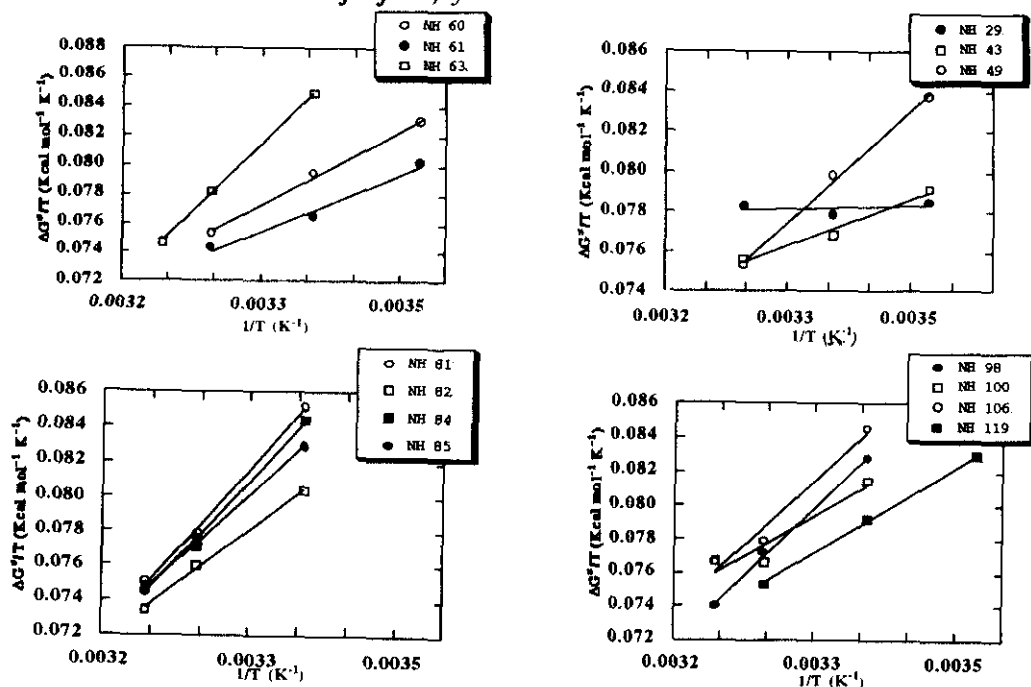 NH 60
NH 61
NH 63
ΔG≠/T (Kcal mol⁻¹ K⁻¹)
0.088
0.086
0.084
0.082
0.080
0.078
0.076
0.074
0.072
0.0032 0.0033 0.0035
1/T (K⁻¹)
NH 29
NH 43
NH 49
ΔG≠/T (Kcal mol⁻¹ K⁻¹)
0.086
0.084
0.082
0.080
0.078
0.076
0.074
0.0032 0.0033 0.0035
1/T (K⁻¹)
NH 81
NH 82
NH 84
NH 85
ΔG≠/T (Kcal mol⁻¹ K⁻¹)
0.086
0.084
0.082
0.080
0.078
0.076
0.074
0.072
0.0032 0.0033 0.0035
1/T (K⁻¹)
NH 98
NH 100
NH 106
NH 119
ΔG≠/T (Kcal mol⁻¹ K⁻¹)
0.086
0.084
0.082
0.080
0.078
0.076
0.074
0.072
0.0032 0.0033 0.0035
1/T (K⁻¹)